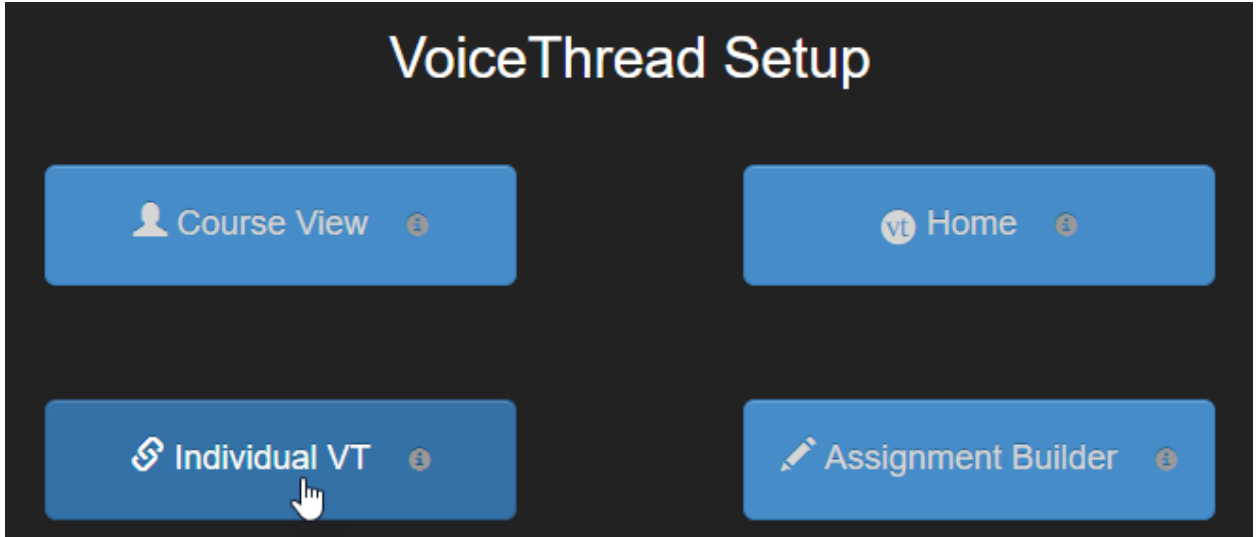 VoiceThread Setup
Course View
vt Home
Individual VT
Assignment Builder